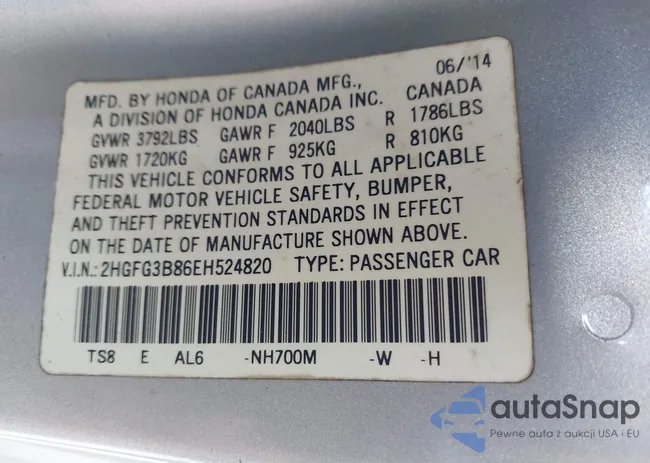 06/'14
MFD. BY HONDA OF CANADA MFG., CANADA
A DIVISION OF HONDA CANADA INC.
GVWR 3792LBS GAWR F 2040LBS R 1786LBS
GVWR 1720KG GAWR F 925KG R 810KG
THIS VEHICLE CONFORMS TO ALL APPLICABLE
FEDERAL MOTOR VEHICLE SAFETY, BUMPER,
AND THEFT PREVENTION STANDARDS IN EFFECT
ON THE DATE OF MANUFACTURE SHOWN ABOVE.
V.I.N.: 2HGFG3B86EH524820 TYPE: PASSENGER CAR
TS8 E AL6 -NH700M -W -H
autoSnap
Pewne auta z aukcji USA i EU